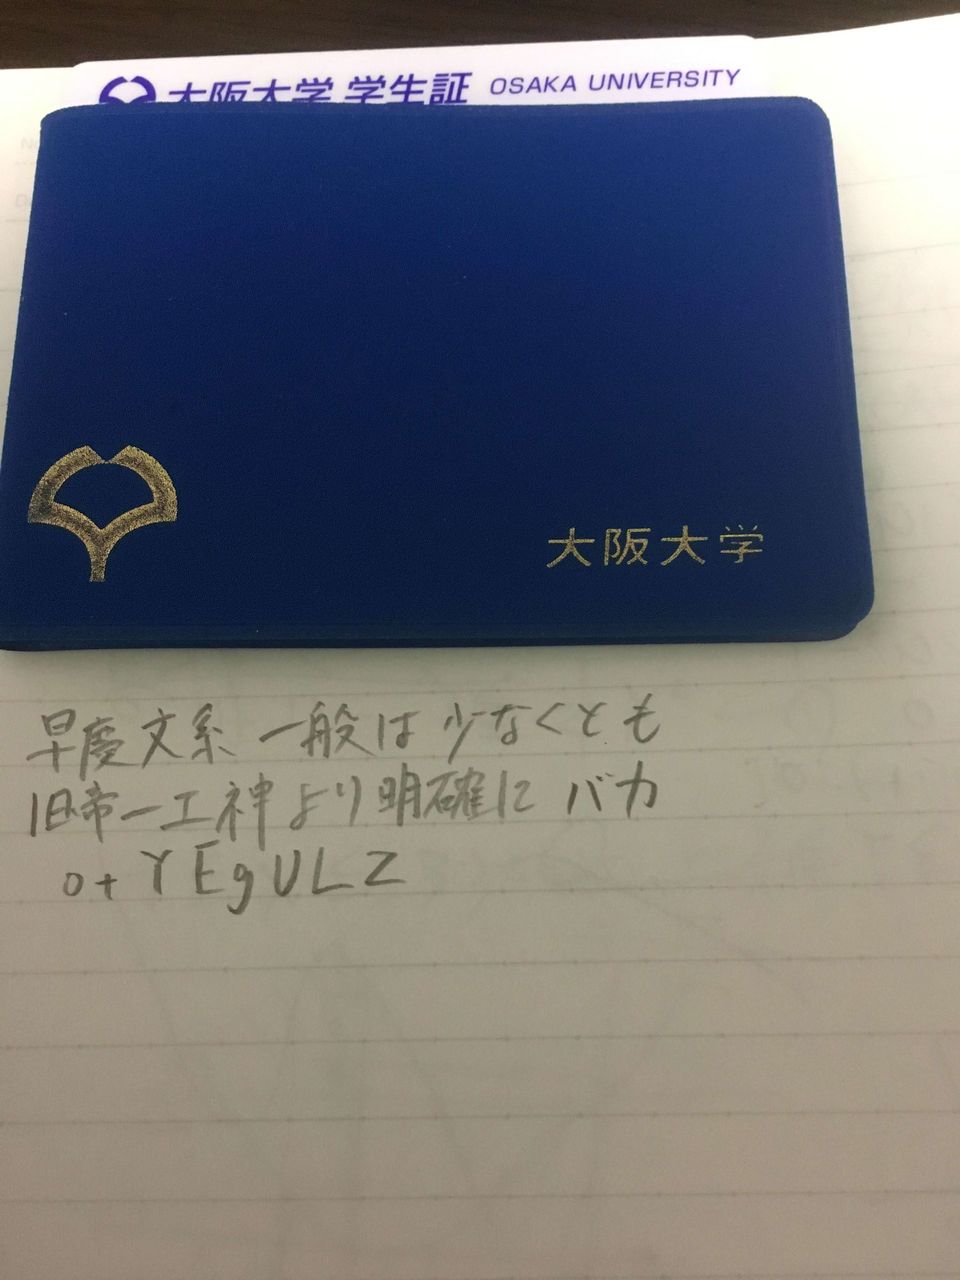 大阪大学 学生証 OSAKA UNIVERSITY
大阪大学
早慶文系 一般は少なくとも
旧帝一工神より明確にバカ
o+YEgULZ